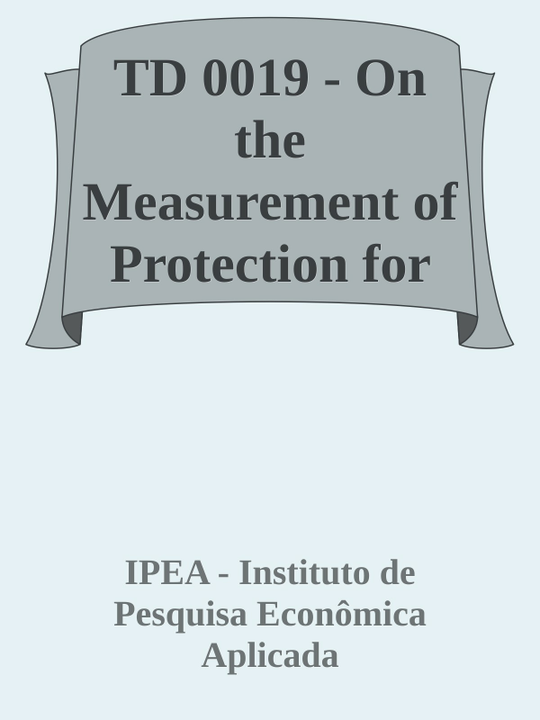 TD 0019 - On
the
Measurement of
Protection for
IPEA - Instituto de
Pesquisa Econômica
Aplicada